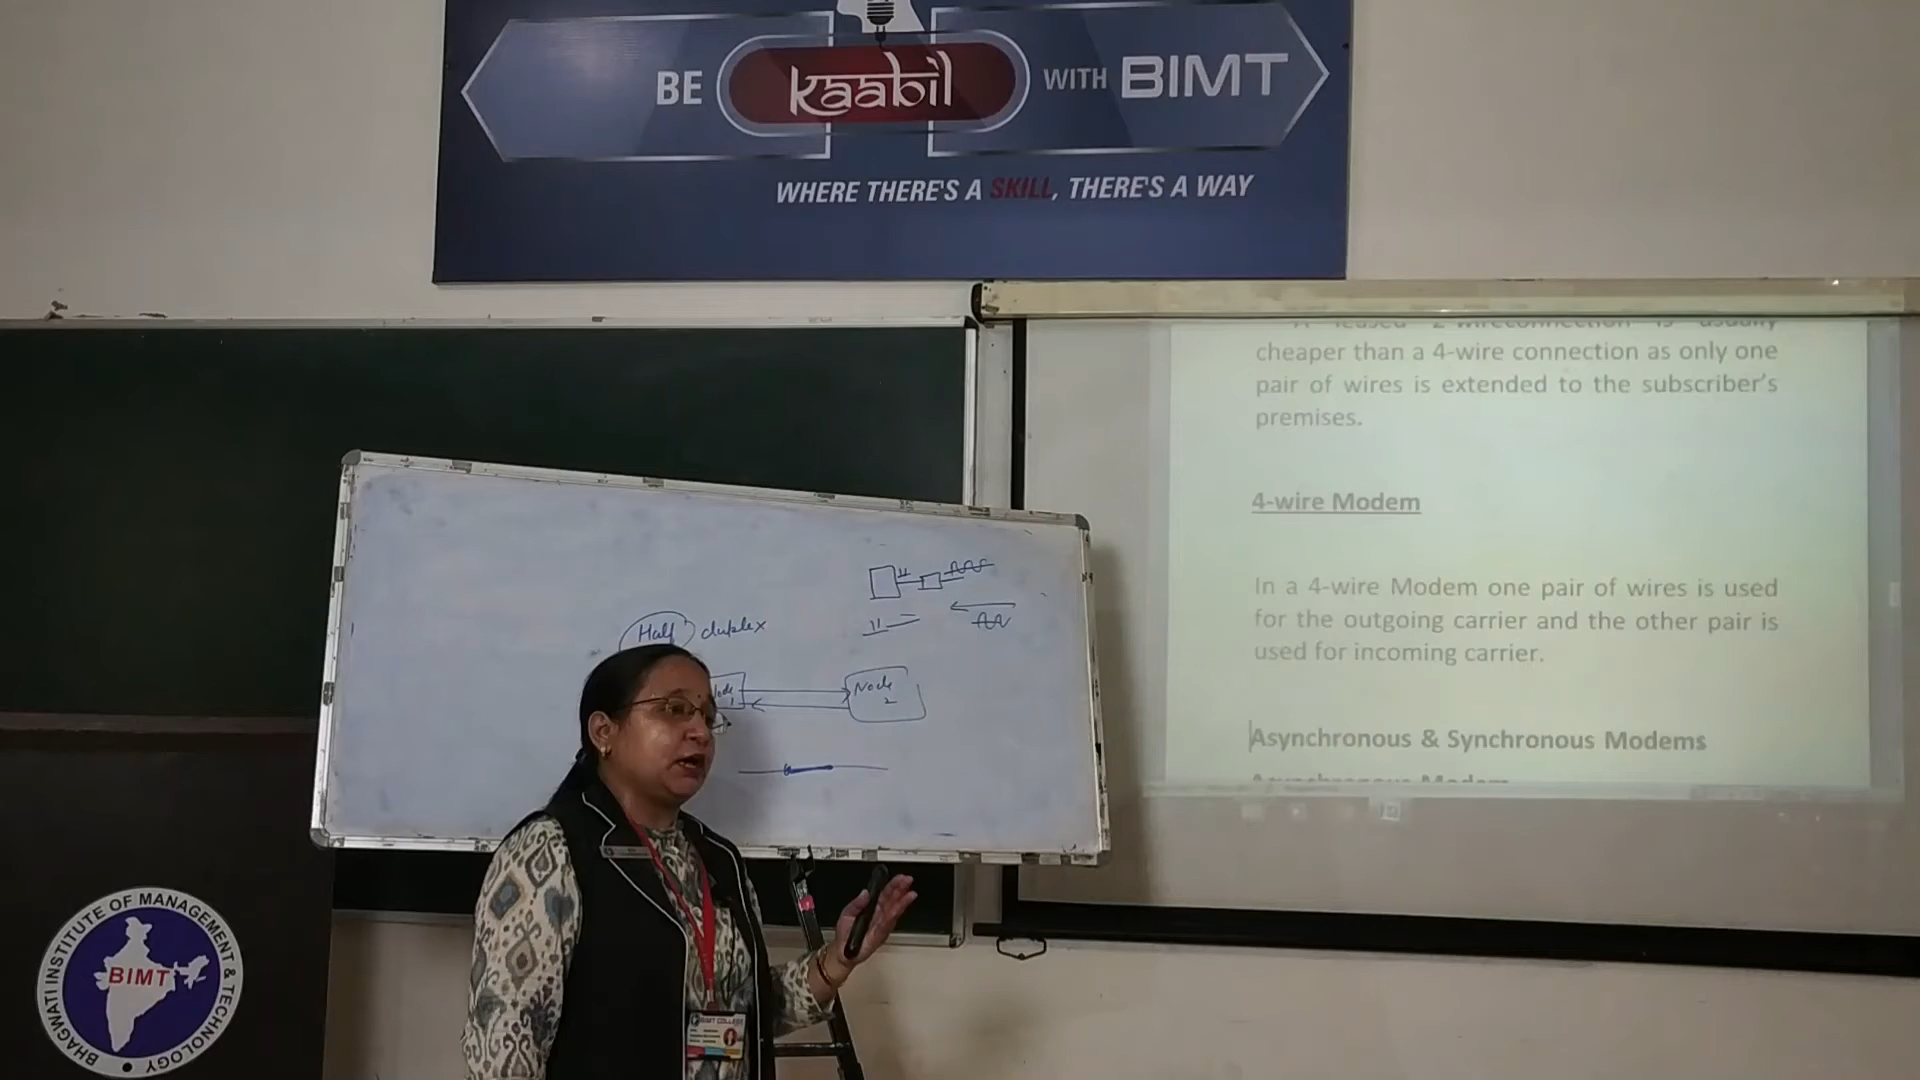 BE kaabil WITH BIMT
WHERE THERE'S A SKILL, THERE'S A WAY
cheaper than a 4-wire connection as only one
pair of wires is extended to the subscriber's
premises.
4-wire Modem
In a 4-wire Modem one pair of wires is used
for the outgoing carrier and the other pair is
used for incoming carrier.
Asynchronous & Synchronous Modems
Half duplex
Node
2
BHAGWATI INSTITUTE OF MANAGEMENT & TECHNOLOGY
BIMT
BIMT COLLEGE